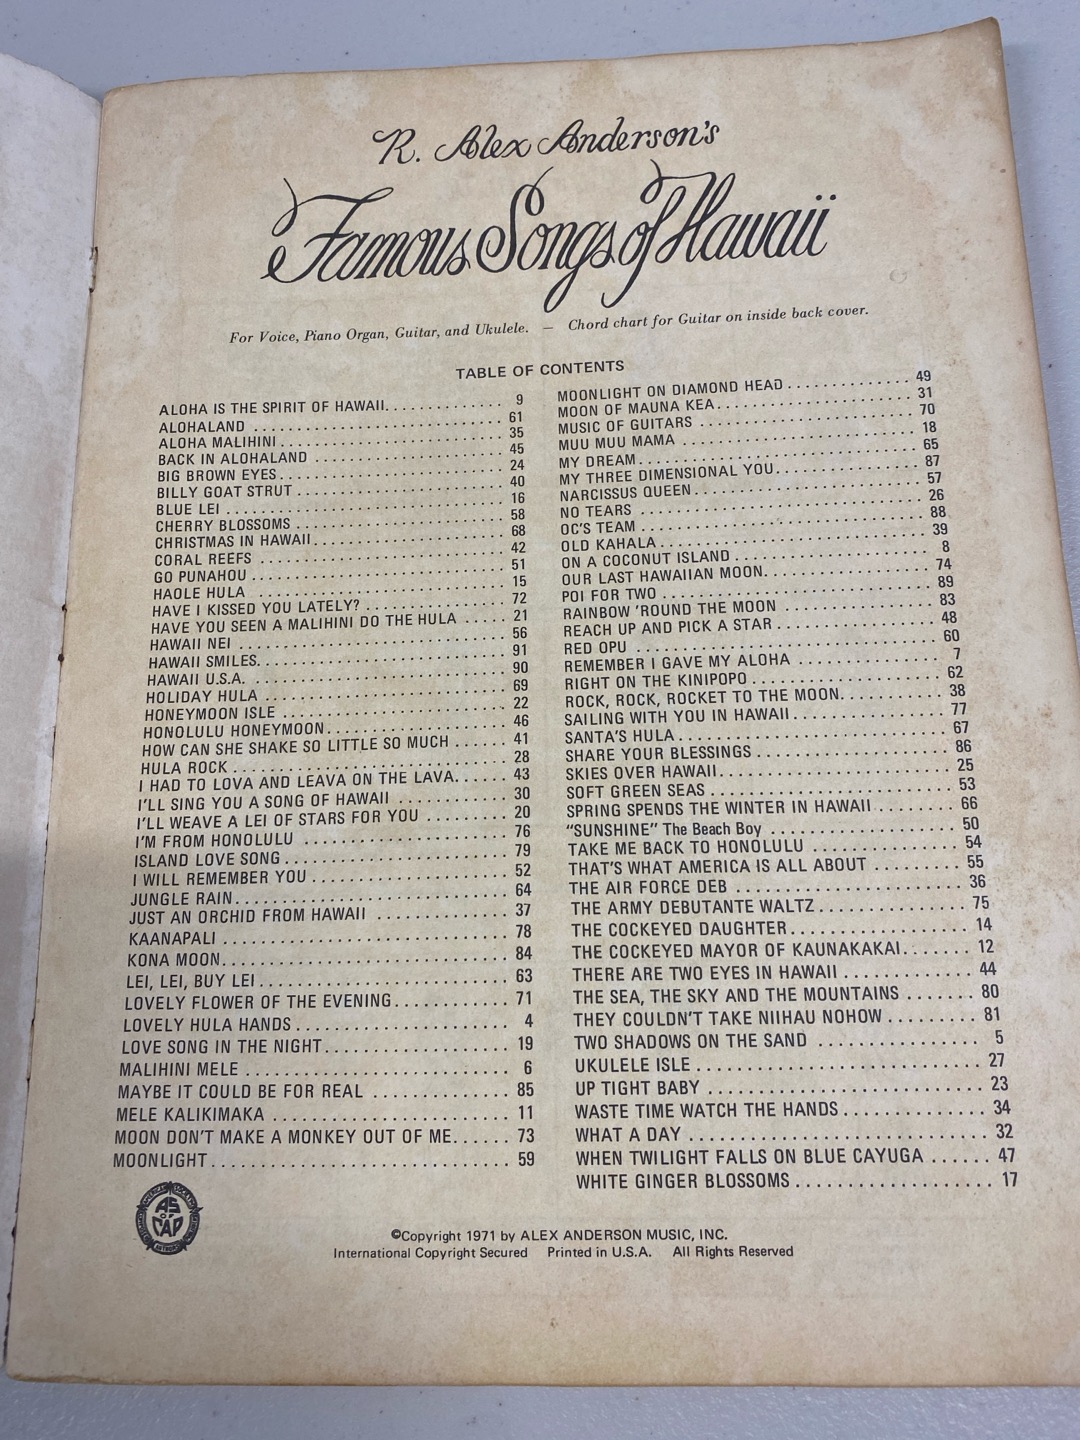 R. Alex Anderson's
Famous Songs of Hawaii
For Voice, Piano Organ, Guitar, and Ukulele. — Chord chart for Guitar on inside back cover.
TABLE OF CONTENTS
ALOHA IS THE SPIRIT OF HAWAII. . . . . . . . . . . . . 9
ALOHALAND . . . . . . . . . . . . . 61
ALOHA MALIHINI . . . . . . . . . . . . . 35
BACK IN ALOHALAND . . . . . . . . . . . . . 45
BIG BROWN EYES . . . . . . . . . . . . . 24
BILLY GOAT STRUT . . . . . . . . . . . . . 40
BLUE LEI . . . . . . . . . . . . . 16
CHERRY BLOSSOMS . . . . . . . . . . . . . 58
CHRISTMAS IN HAWAII . . . . . . . . . . . . . 68
CORAL REEFS . . . . . . . . . . . . . 42
GO PUNAHOU . . . . . . . . . . . . . 51
HAOLE HULA . . . . . . . . . . . . . 15
HAVE I KISSED YOU LATELY? . . . . . . . . . . . . . 72
HAVE YOU SEEN A MALIHINI DO THE HULA . . . . . 21
HAWAII NEI . . . . . . . . . . . . . 56
HAWAII SMILES. . . . . . . . . . . . . 91
HAWAII U.S.A. . . . . . . . . . . . . 90
HOLIDAY HULA . . . . . . . . . . . . . 69
HONEYMOON ISLE . . . . . . . . . . . . . 22
HONOLULU HONEYMOON . . . . . . . . . . . . . 46
HOW CAN SHE SHAKE SO LITTLE SO MUCH . . . . . . 41
HULA ROCK . . . . . . . . . . . . . 28
I HAD TO LOVA AND LEAVA ON THE LAVA. . . . . . 43
I'LL SING YOU A SONG OF HAWAII . . . . . . . . . . 30
I'LL WEAVE A LEI OF STARS FOR YOU . . . . . . . . . 20
I'M FROM HONOLULU . . . . . . . . . . . . . 76
ISLAND LOVE SONG . . . . . . . . . . . . . 79
I WILL REMEMBER YOU . . . . . . . . . . . . . 52
JUNGLE RAIN . . . . . . . . . . . . . 64
JUST AN ORCHID FROM HAWAII . . . . . . . . . . . . 37
KAANAPALI . . . . . . . . . . . . . 78
KONA MOON . . . . . . . . . . . . . 84
LEI, LEI, BUY LEI . . . . . . . . . . . . . 63
LOVELY FLOWER OF THE EVENING . . . . . . . . . . . 71
LOVELY HULA HANDS . . . . . . . . . . . . . 4
LOVE SONG IN THE NIGHT . . . . . . . . . . . . . 19
MALIHINI MELE . . . . . . . . . . . . . 6
MAYBE IT COULD BE FOR REAL . . . . . . . . . . . . . 85
MELE KALIKIMAKA . . . . . . . . . . . . . 11
MOON DON'T MAKE A MONKEY OUT OF ME. . . . . . 73
MOONLIGHT . . . . . . . . . . . . . 59
MOONLIGHT ON DIAMOND HEAD . . . . . . . . . . . . . 49
MOON OF MAUNA KEA . . . . . . . . . . . . . 31
MUSIC OF GUITARS . . . . . . . . . . . . . 70
MUU MUU MAMA . . . . . . . . . . . . . 18
MY DREAM . . . . . . . . . . . . . 65
MY THREE DIMENSIONAL YOU . . . . . . . . . . . . . 87
NARCISSUS QUEEN . . . . . . . . . . . . . 57
NO TEARS . . . . . . . . . . . . . 26
OC'S TEAM . . . . . . . . . . . . . 88
OLD KAHALA . . . . . . . . . . . . . 39
ON A COCONUT ISLAND . . . . . . . . . . . . . 8
OUR LAST HAWAIIAN MOON . . . . . . . . . . . . . 74
POI FOR TWO . . . . . . . . . . . . . 89
RAINBOW 'ROUND THE MOON . . . . . . . . . . . . . 83
REACH UP AND PICK A STAR . . . . . . . . . . . . . 48
RED OPU . . . . . . . . . . . . . 60
REMEMBER I GAVE MY ALOHA . . . . . . . . . . . . . 7
RIGHT ON THE KINIPOPO . . . . . . . . . . . . . 62
ROCK, ROCK, ROCKET TO THE MOON. . . . . . . . . . . 38
SAILING WITH YOU IN HAWAII . . . . . . . . . . . . . 77
SANTA'S HULA . . . . . . . . . . . . . 67
SHARE YOUR BLESSINGS . . . . . . . . . . . . . 86
SKIES OVER HAWAII . . . . . . . . . . . . . 25
SOFT GREEN SEAS . . . . . . . . . . . . . 53
SPRING SPENDS THE WINTER IN HAWAII . . . . . . . . 66
"SUNSHINE" The Beach Boy . . . . . . . . . . . . . 50
TAKE ME BACK TO HONOLULU . . . . . . . . . . . . . 54
THAT'S WHAT AMERICA IS ALL ABOUT . . . . . . . . . 55
THE AIR FORCE DEB . . . . . . . . . . . . . 36
THE ARMY DEBUTANTE WALTZ . . . . . . . . . . . . . 75
THE COCKEYED DAUGHTER . . . . . . . . . . . . . 14
THE COCKEYED MAYOR OF KAUNAKAKAI . . . . . . . 12
THERE ARE TWO EYES IN HAWAII . . . . . . . . . . . . . 44
THE SEA, THE SKY AND THE MOUNTAINS . . . . . . . 80
THEY COULDN'T TAKE NIIHAU NOHOW . . . . . . . . . 81
TWO SHADOWS ON THE SAND . . . . . . . . . . . . . 5
UKULELE ISLE . . . . . . . . . . . . . 27
UP TIGHT BABY . . . . . . . . . . . . . 23
WASTE TIME WATCH THE HANDS . . . . . . . . . . . . . 34
WHAT A DAY . . . . . . . . . . . . . 32
WHEN TWILIGHT FALLS ON BLUE CAYUGA . . . . . . 47
WHITE GINGER BLOSSOMS . . . . . . . . . . . . . 17
AS
OF
CAP
©Copyright 1971 by ALEX ANDERSON MUSIC, INC.
International Copyright Secured Printed in U.S.A. All Rights Reserved